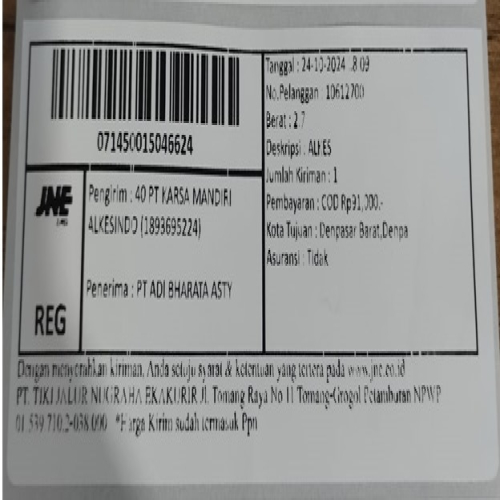 071450015046624
JNE
REG
Pengirim : 40 PT KARSA MANDIRI
ALKESINDO (1893695224)
Penerima : PT ADI BHARATA ASTY
Tanggal : 24-10-2024 18:09
No.Pelanggan : 10612700
Berat : 2.7
Deskripsi : ALKES
Jumlah Kiriman : 1
Pembayaran : COD Rp91,000.-
Kota Tujuan : Denpasar Barat,Denpa
Asuransi : Tidak
Dengan menyerahkan kiriman, Anda setuju syarat & ketentuan yang tertera pada www.jne.co.id
PT. TIKI JALUR NUGRAHA EKAKURIR Jl. Tomang Raya No 11 Tomang-Grogol Petamburan NPWP
01.539.710.2-038.000 *Harga Kirim sudah termasuk Ppn